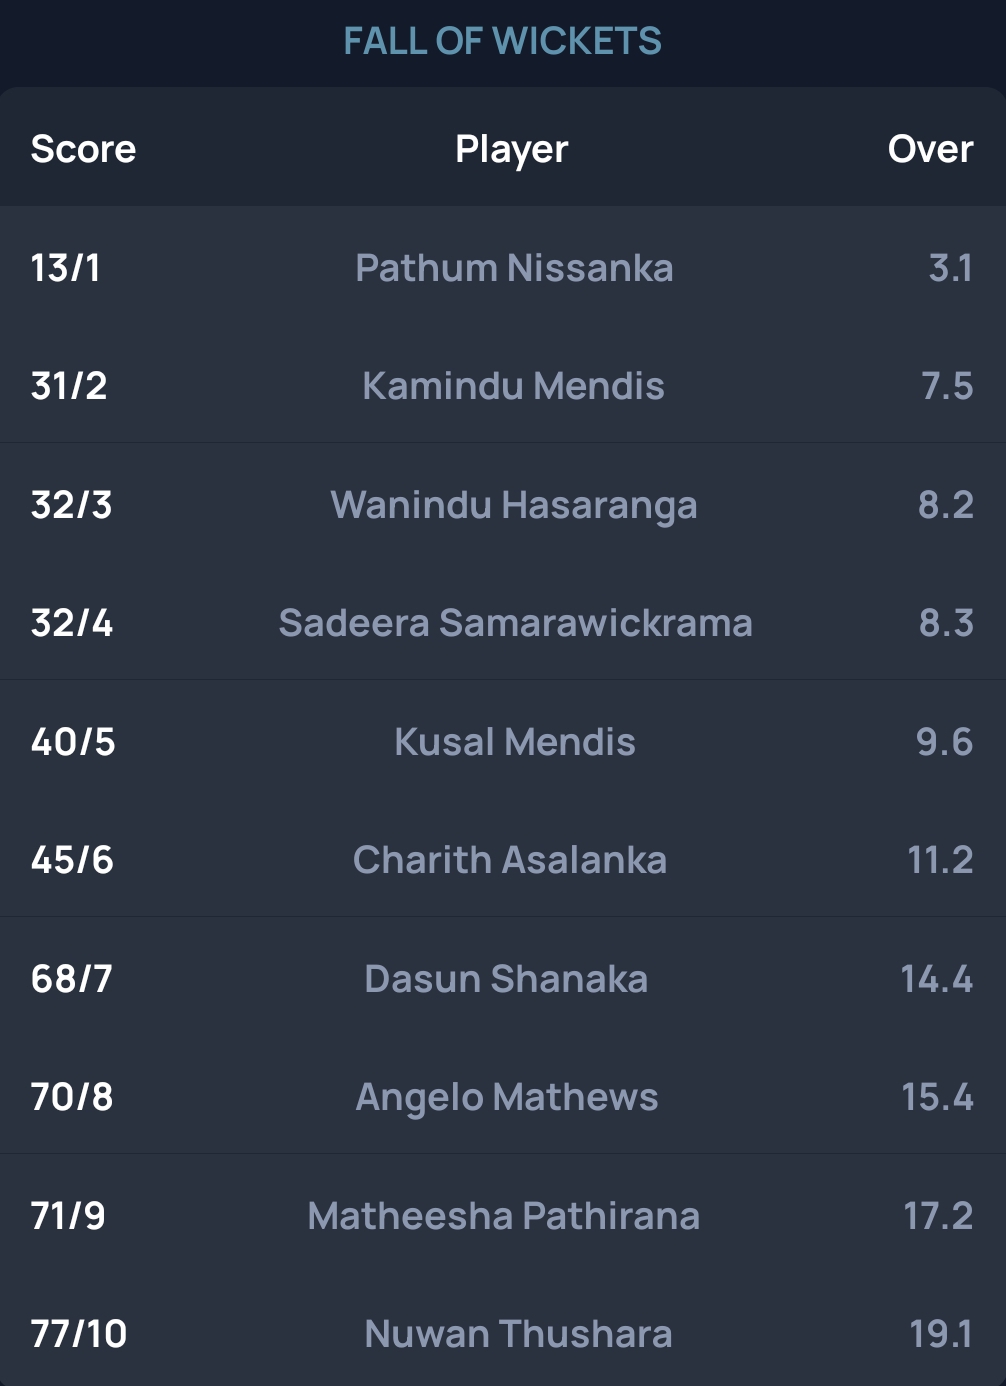 FALL OF WICKETS
Score Player Over
13/1 Pathum Nissanka 3.1
31/2 Kamindu Mendis 7.5
32/3 Wanindu Hasaranga 8.2
32/4 Sadeera Samarawickrama 8.3
40/5 Kusal Mendis 9.6
45/6 Charith Asalanka 11.2
68/7 Dasun Shanaka 14.4
70/8 Angelo Mathews 15.4
71/9 Matheesha Pathirana 17.2
77/10 Nuwan Thushara 19.1